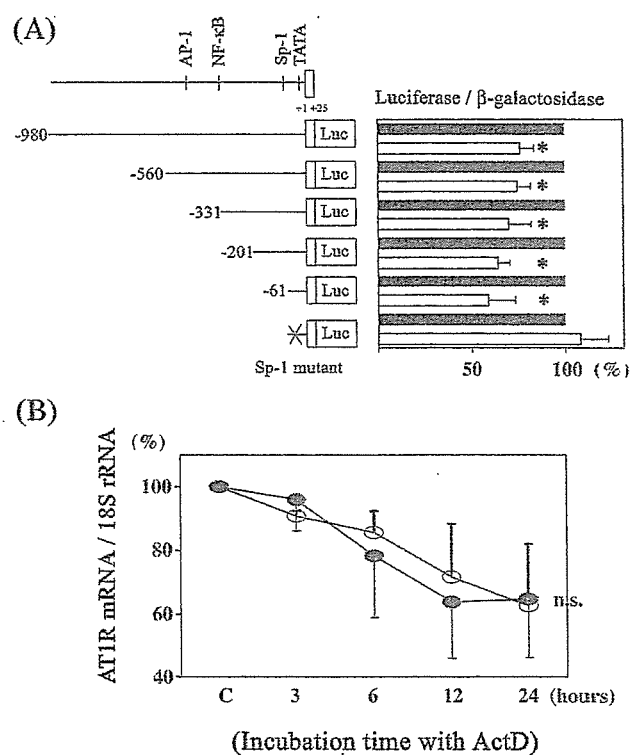 (A)
AP-1
NF-κB
Sp-1
TATA
+1 +25
Luciferase / β-galactosidase
-980 Luc
-560 Luc
-331 Luc
-201 Luc
-61 Luc
Luc
Sp-1 mutant
* * * * *
50 100 (%)
(B)
(%)
AT1R mRNA / 18S rRNA
100
80
60
40
n.s.
C 3 6 12 24 (hours)
(Incubation time with ActD)